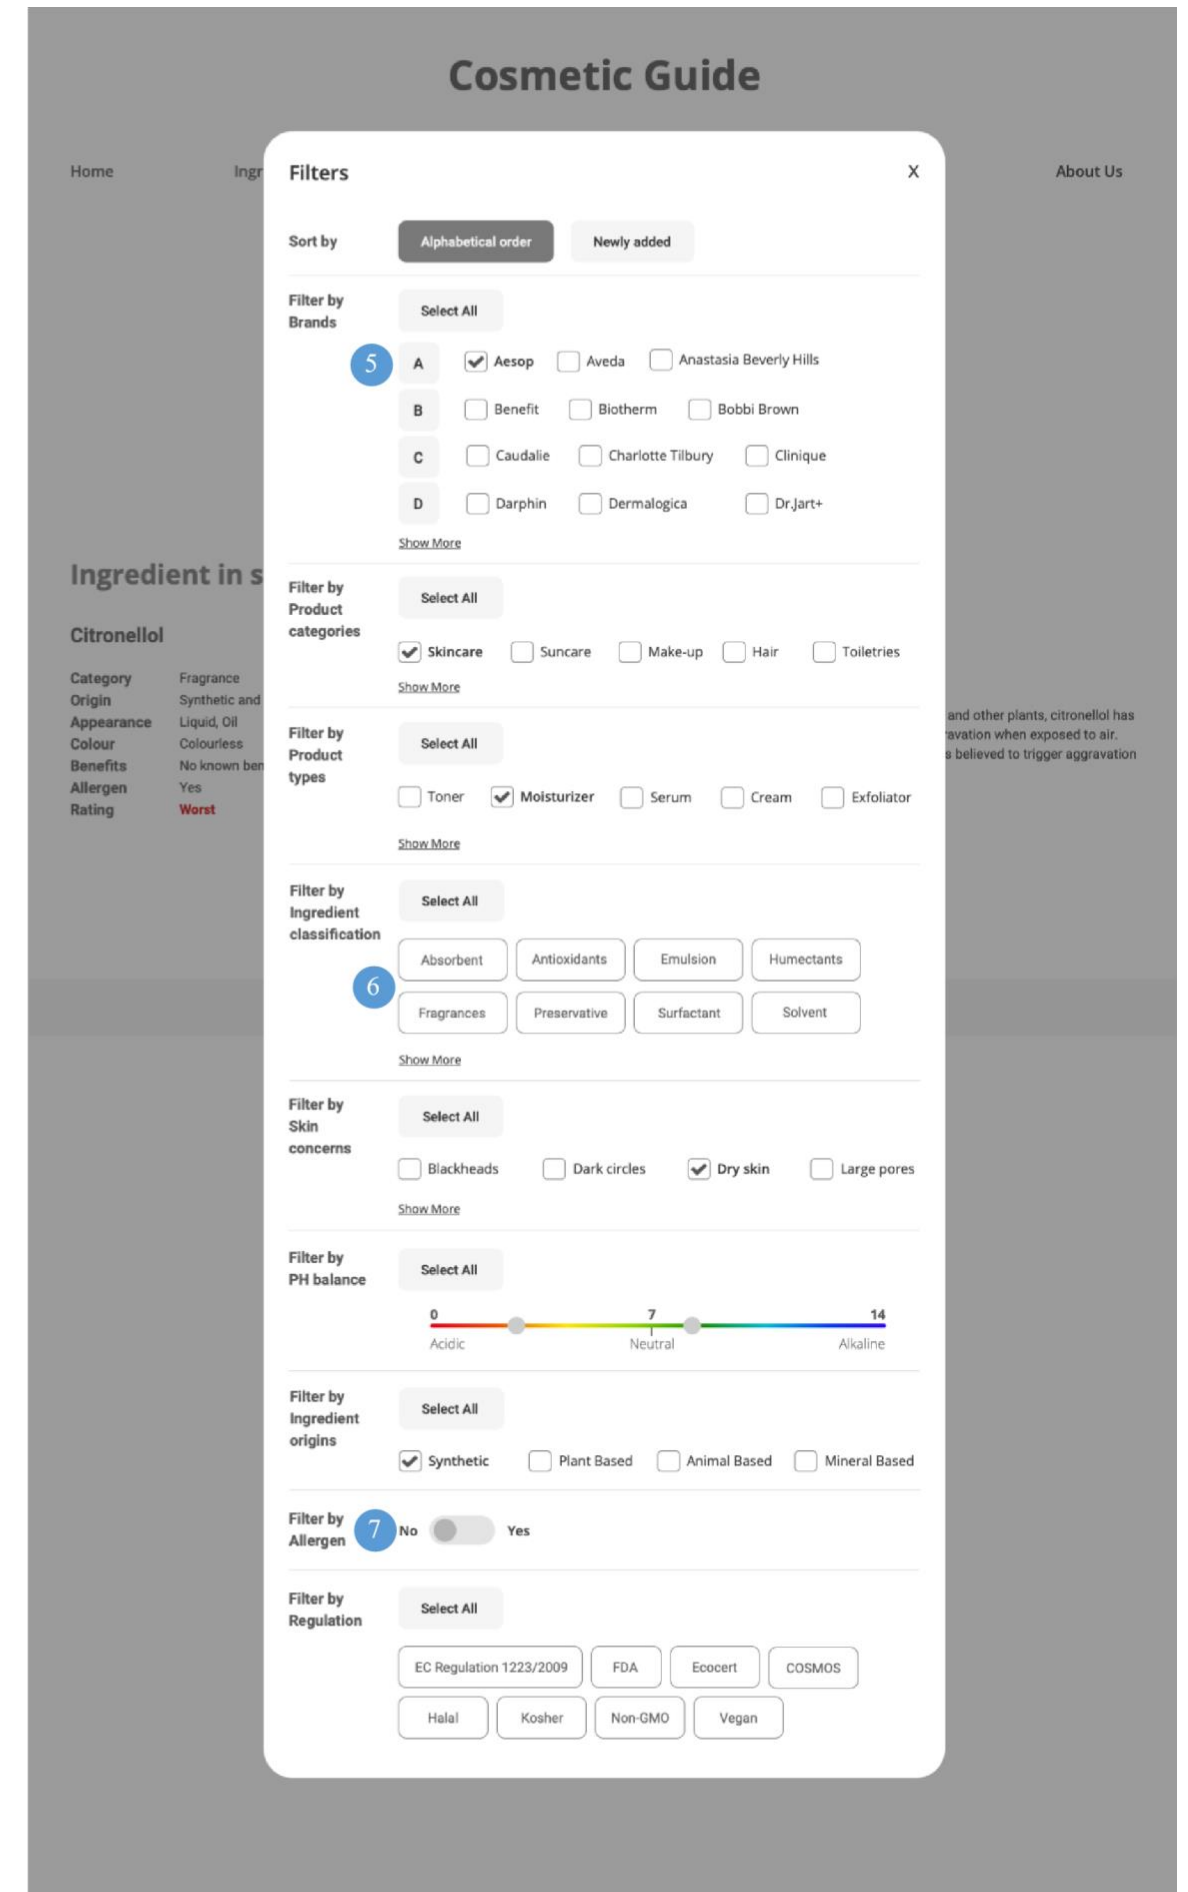 Cosmetic Guide
Home
Ingr
About Us
Filters X
Sort by Alphabetical order Newly added
Filter by
Brands
Select All
5
A Aesop Aveda Anastasia Beverly Hills
B Benefit Biotherm Bobbi Brown
C Caudalie Charlotte Tilbury Clinique
D Darphin Dermalogica Dr.Jart+
Show More
Filter by
Product
categories
Select All
Skincare Suncare Make-up Hair Toiletries
Show More
Filter by
Product
types
Select All
Toner Moisturizer Serum Cream Exfoliator
Show More
Filter by
Ingredient
classification
Select All
6
Absorbent Antioxidants Emulsion Humectants
Fragrances Preservative Surfactant Solvent
Show More
Filter by
Skin
concerns
Select All
Blackheads Dark circles Dry skin Large pores
Show More
Filter by
PH balance
Select All
0 7 14
Acidic Neutral Alkaline
Filter by
Ingredient
origins
Select All
Synthetic Plant Based Animal Based Mineral Based
Filter by
Allergen
7
No Yes
Filter by
Regulation
Select All
EC Regulation 1223/2009 FDA Ecocert COSMOS
Halal Kosher Non-GMO Vegan
Ingredient in s
Citronellol
Category Fragrance
Origin Synthetic and
Appearance Liquid, Oil
Colour Colourless
Benefits No known ben
Allergen Yes
Rating Worst
and other plants, citronellol has
avation when exposed to air.
s believed to trigger aggravation